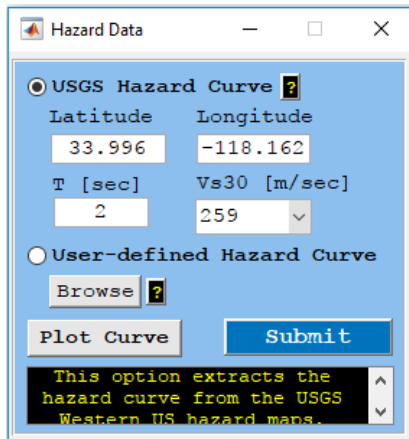 Hazard Data
USGS Hazard Curve ?
Latitude Longitude
33.996 -118.162
T [sec] Vs30 [m/sec]
2 259
User-defined Hazard Curve
Browse ?
Plot Curve Submit
This option extracts the
hazard curve from the USGS
Western US hazard maps.